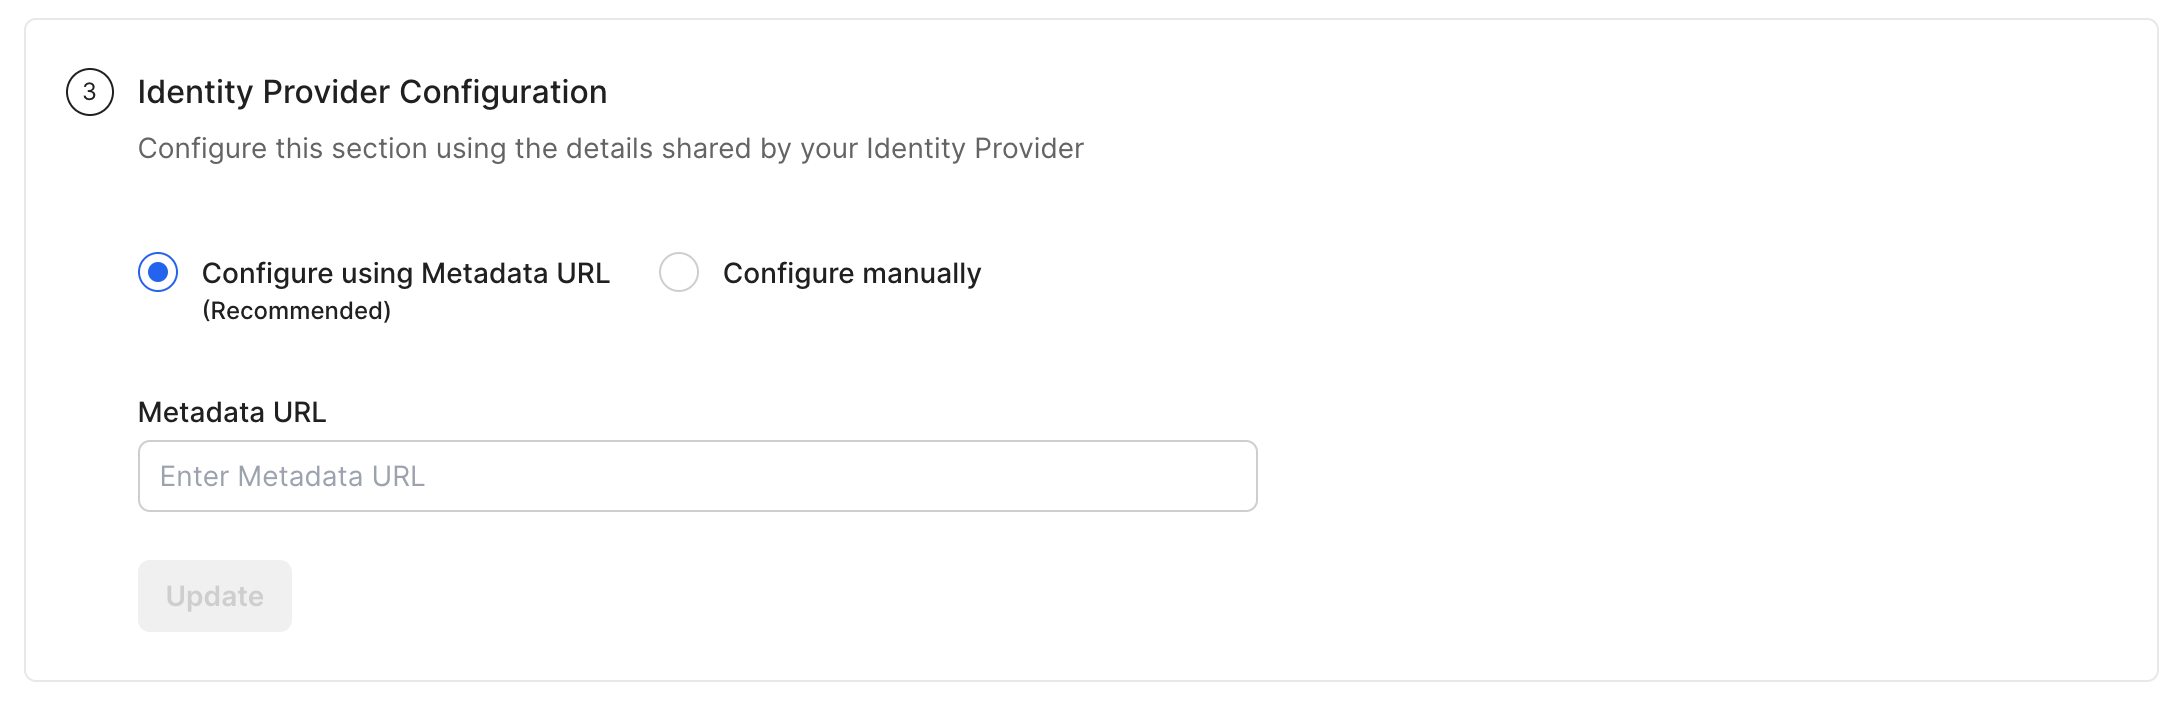 3
Identity Provider Configuration
Configure this section using the details shared by your Identity Provider
Configure using Metadata URL
(Recommended)
Configure manually
Metadata URL
Enter Metadata URL
Update